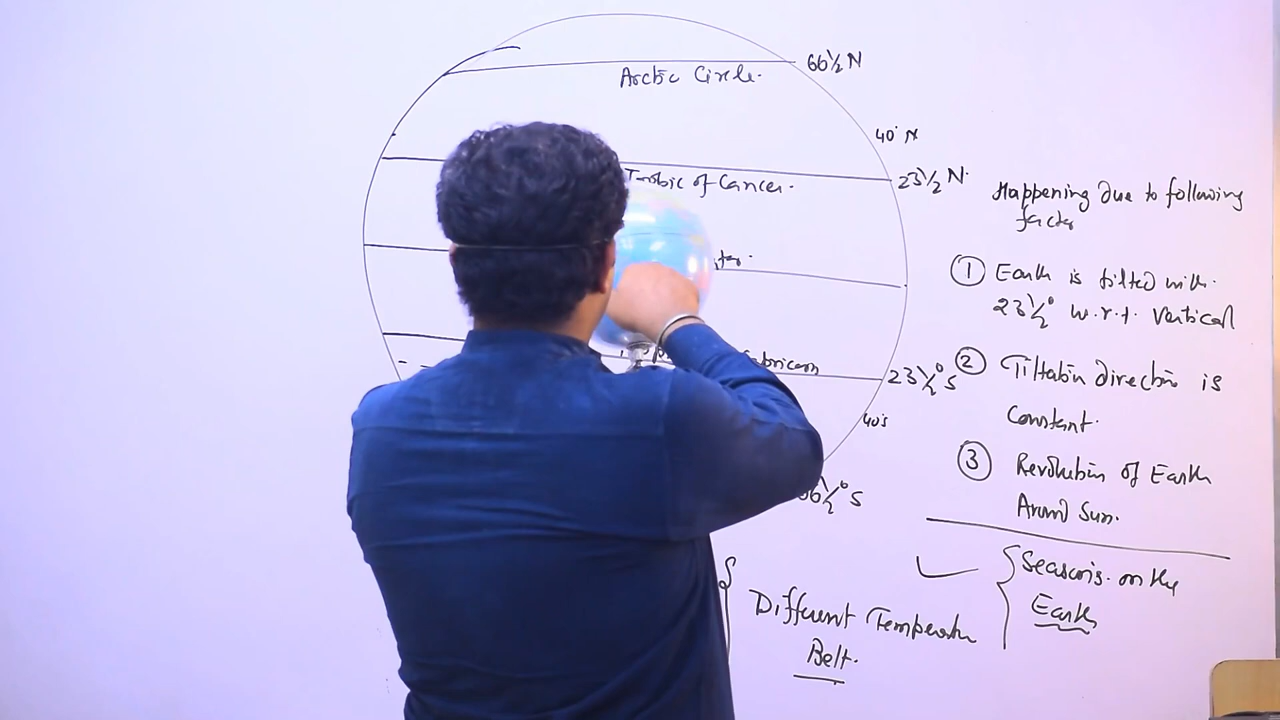 66½ N
Arctic Circle.
40° N
Tropic of Cancer.
23½ N.
Happening Due to following
factor
① Earth is tilted with.
23½° w.r.t. Vertical
23½° S
② Tiltation direction is
Constant.
40°S
③ Revolution of Earth
Around Sun.
66½° S
Seasons. on the
Earth
Different Temperature
Belt.